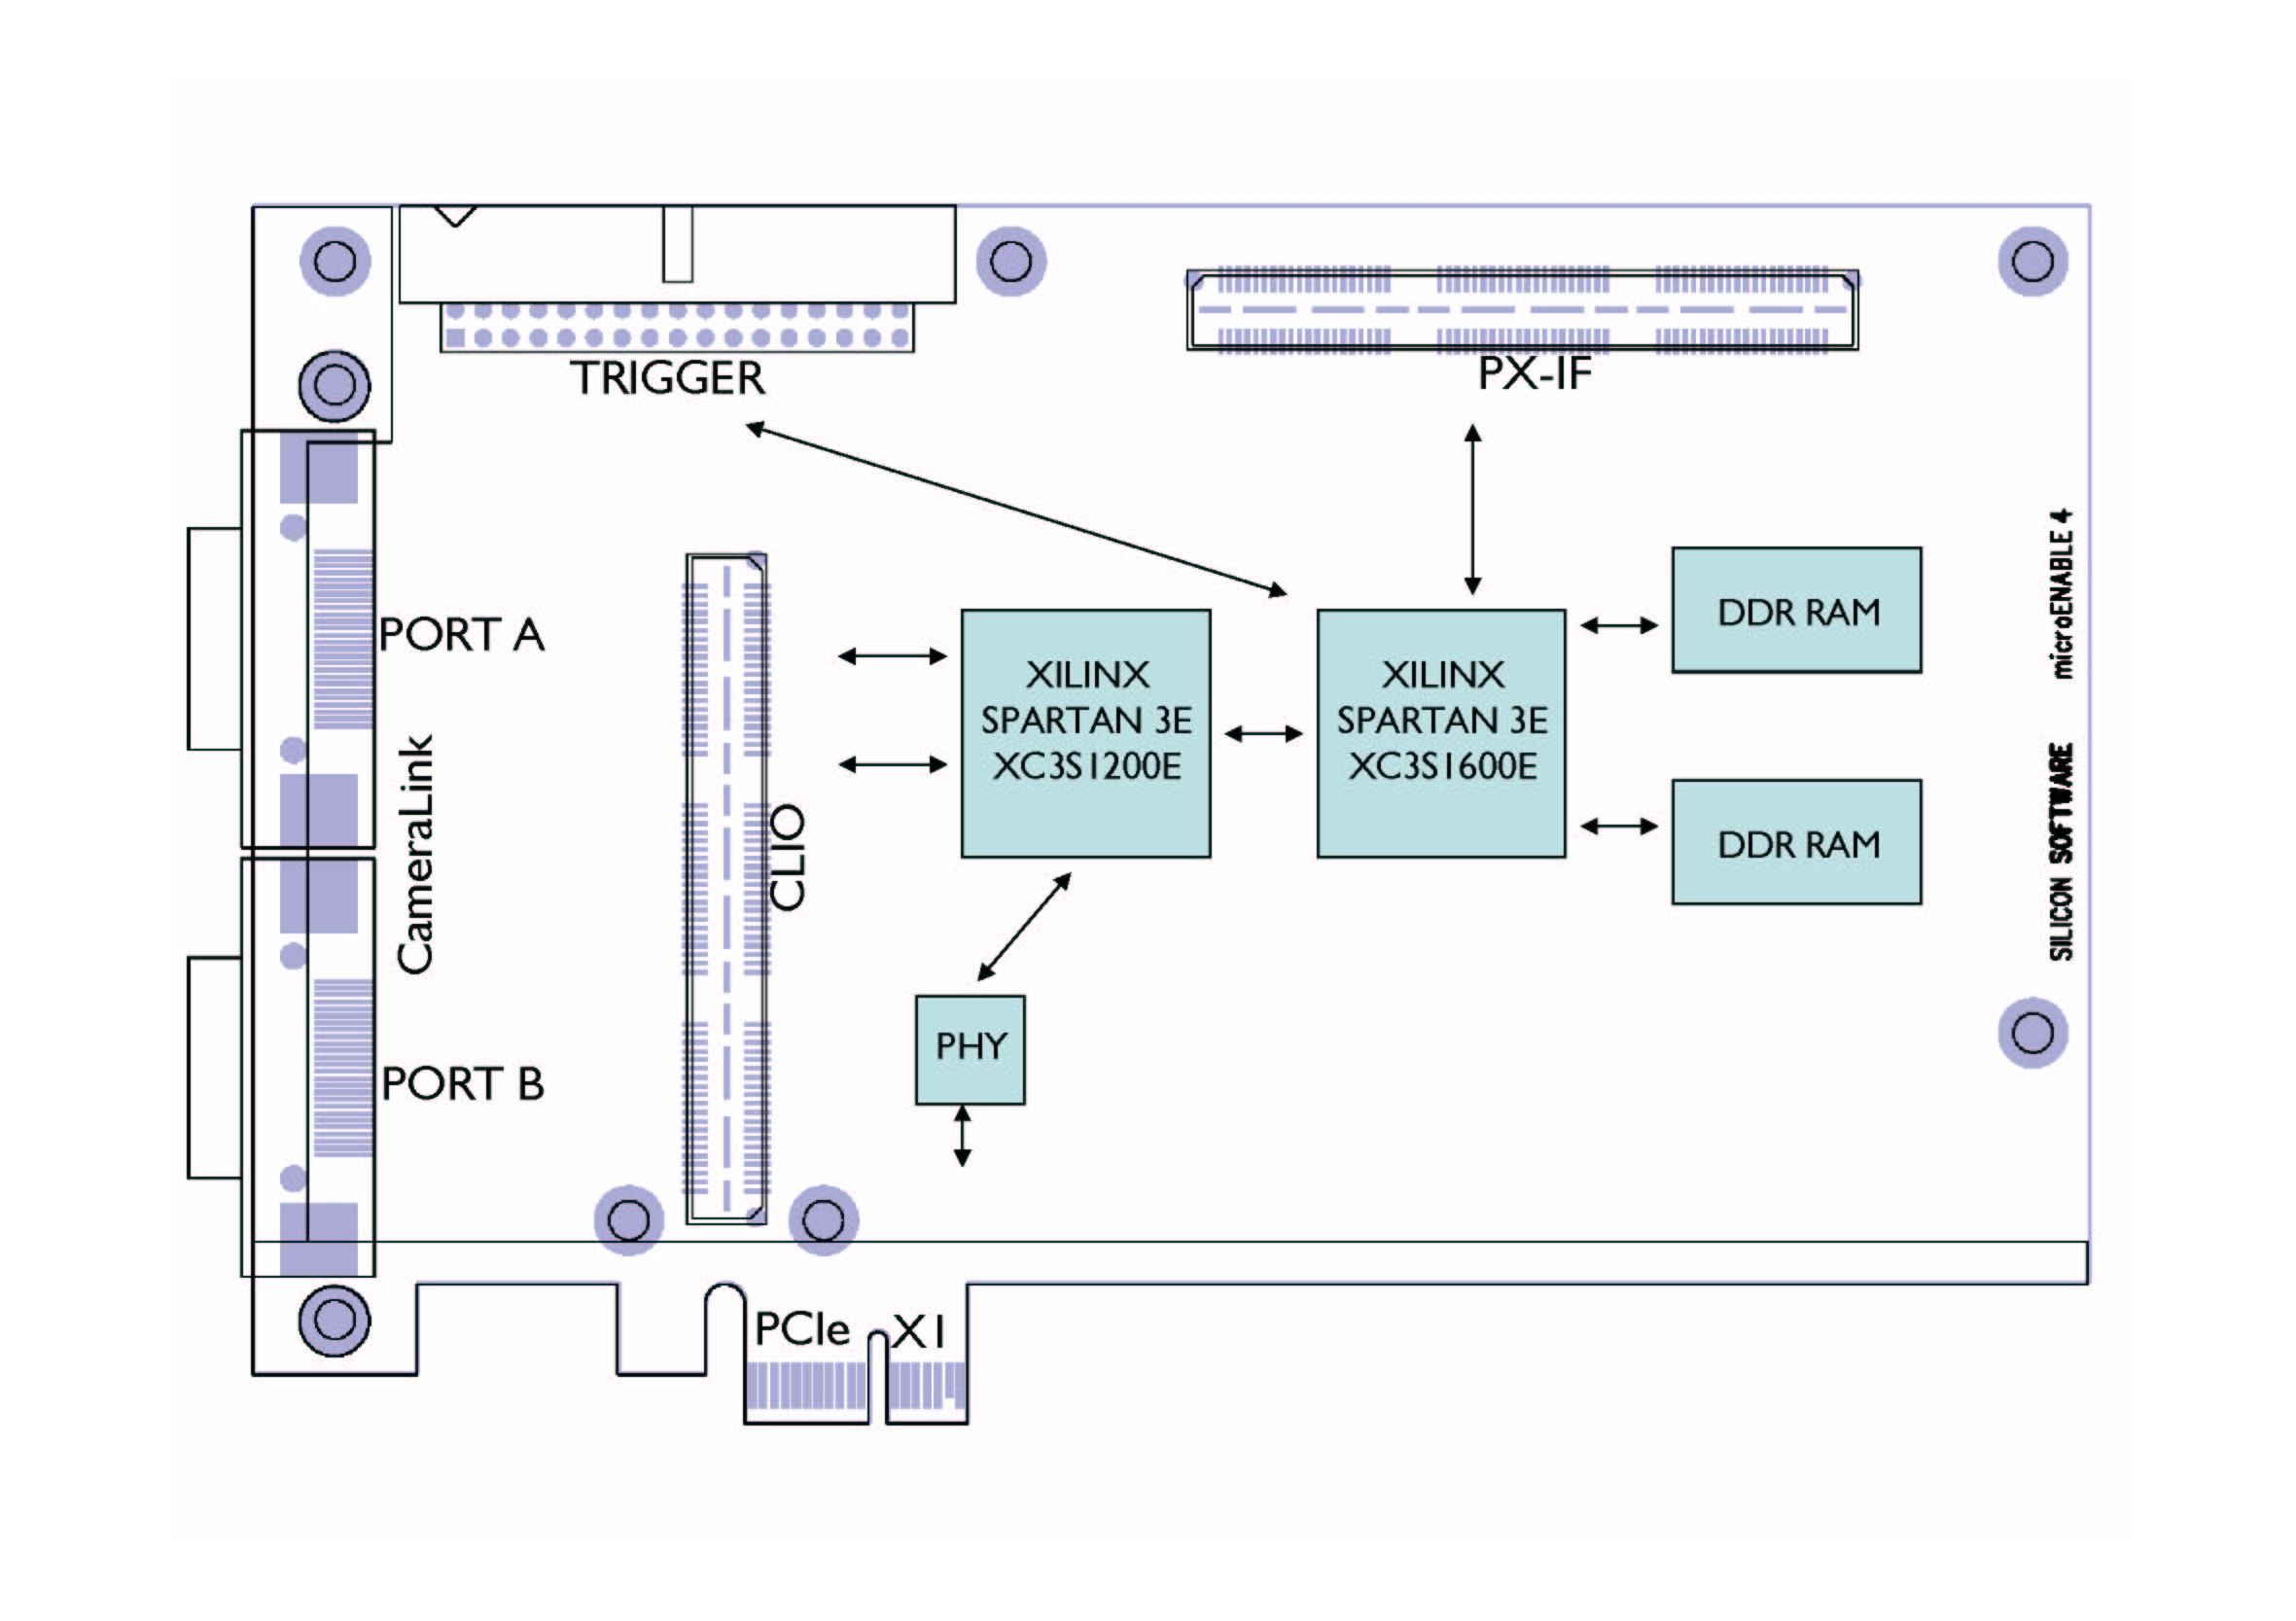 TRIGGER
PX-IF
PORT A
CameraLink
PORT B
CLIO
XILINX
SPARTAN 3E
XC3S1200E
XILINX
SPARTAN 3E
XC3S1600E
DDR RAM
DDR RAM
PHY
PCIe X1
SILICON SOFTWARE microENABLE 4